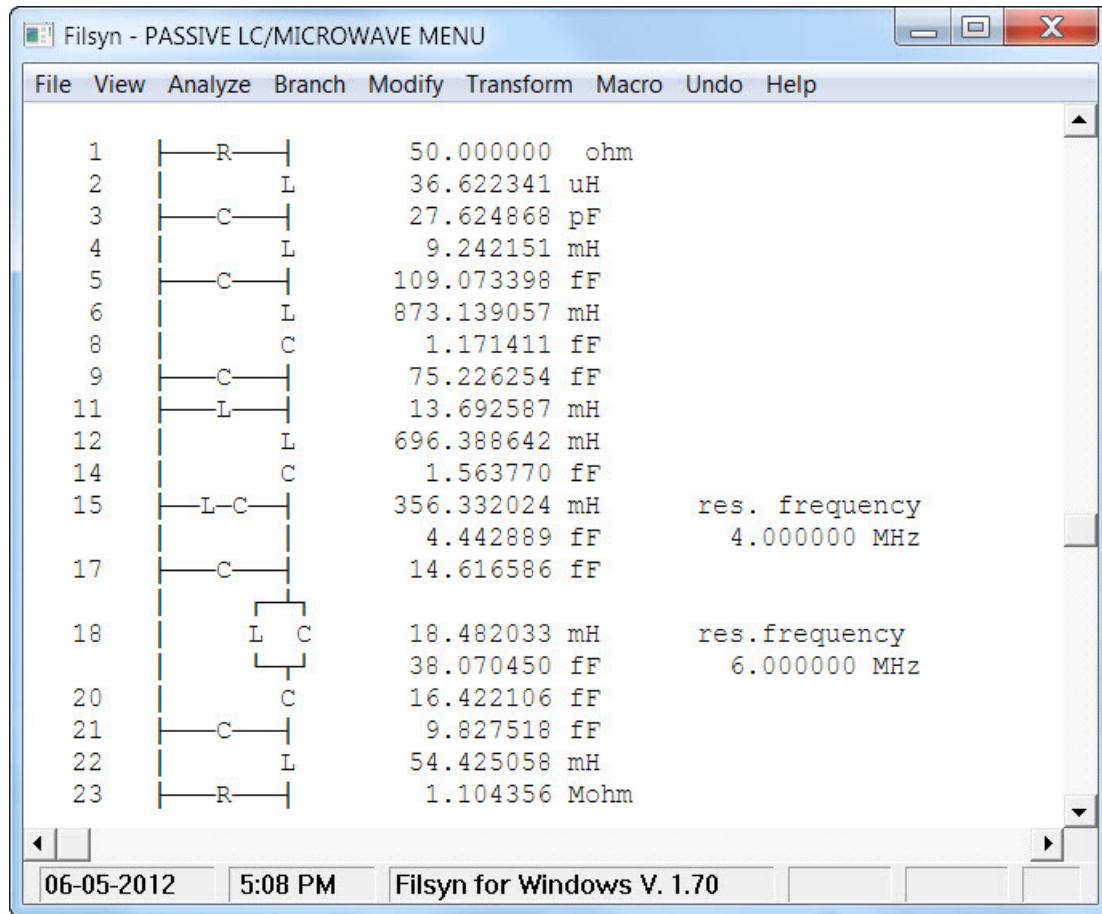 Filsyn - PASSIVE LC/MICROWAVE MENU
File View Analyze Branch Modify Transform Macro Undo Help
1 R 50.000000 ohm
2 L 36.622341 uH
3 C 27.624868 pF
4 L 9.242151 mH
5 C 109.073398 fF
6 L 873.139057 mH
8 C 1.171411 fF
9 C 75.226254 fF
11 L 13.692587 mH
12 L 696.388642 mH
14 C 1.563770 fF
15 L-C 356.332024 mH res. frequency
4.442889 fF 4.000000 MHz
17 C 14.616586 fF
18 L C 18.482033 mH res.frequency
38.070450 fF 6.000000 MHz
20 C 16.422106 fF
21 C 9.827518 fF
22 L 54.425058 mH
23 R 1.104356 Mohm
06-05-2012 5:08 PM Filsyn for Windows V. 1.70